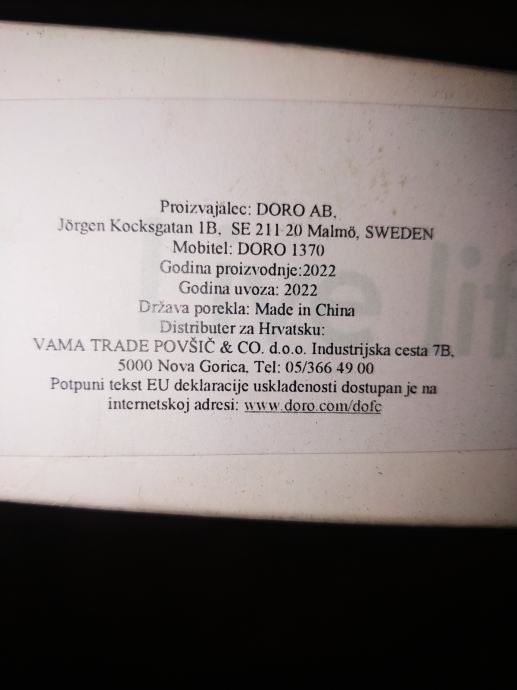 Proizvajalec: DORO AB,
Jörgen Kocksgatan 1B, SE 211 20 Malmö, SWEDEN
Mobitel: DORO 1370
Godina proizvodnje:2022
Godina uvoza: 2022
Država porekla: Made in China
Distributer za Hrvatsku:
VAMA TRADE POVŠIČ & CO. d.o.o. Industrijska cesta 7B,
5000 Nova Gorica, Tel: 05/366 49 00
Potpuni tekst EU deklaracije usklađenosti dostupan je na
internetskoj adresi: www.doro.com/dofc